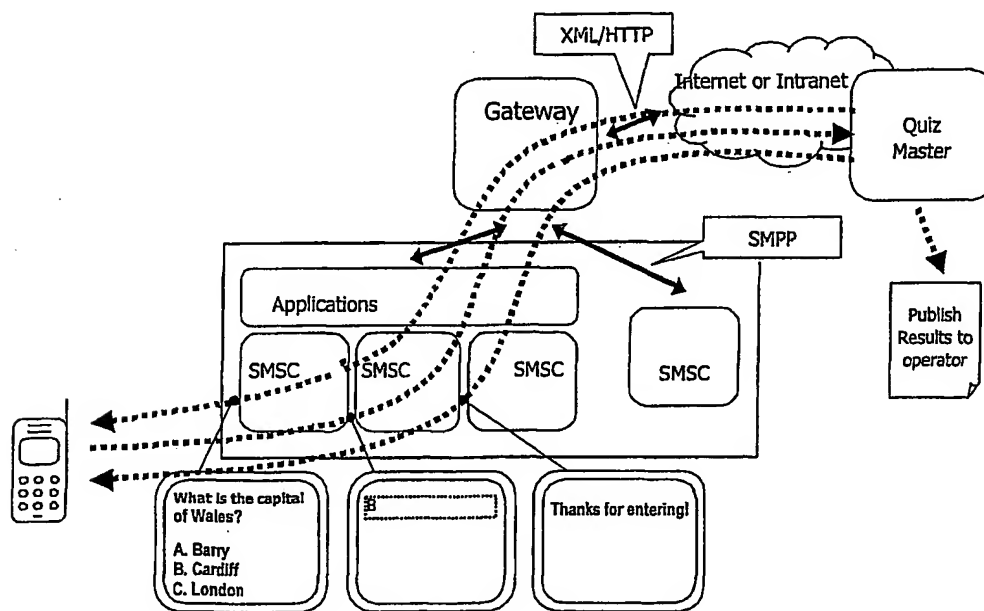 XML/HTTP
Internet or Intranet
Gateway
Quiz
Master
SMPP
Applications
SMSC
SMSC
SMSC
SMSC
Publish
Results to
operator
What is the capital
of Wales?
A. Barry
B. Cardiff
C. London
B
Thanks for entering!